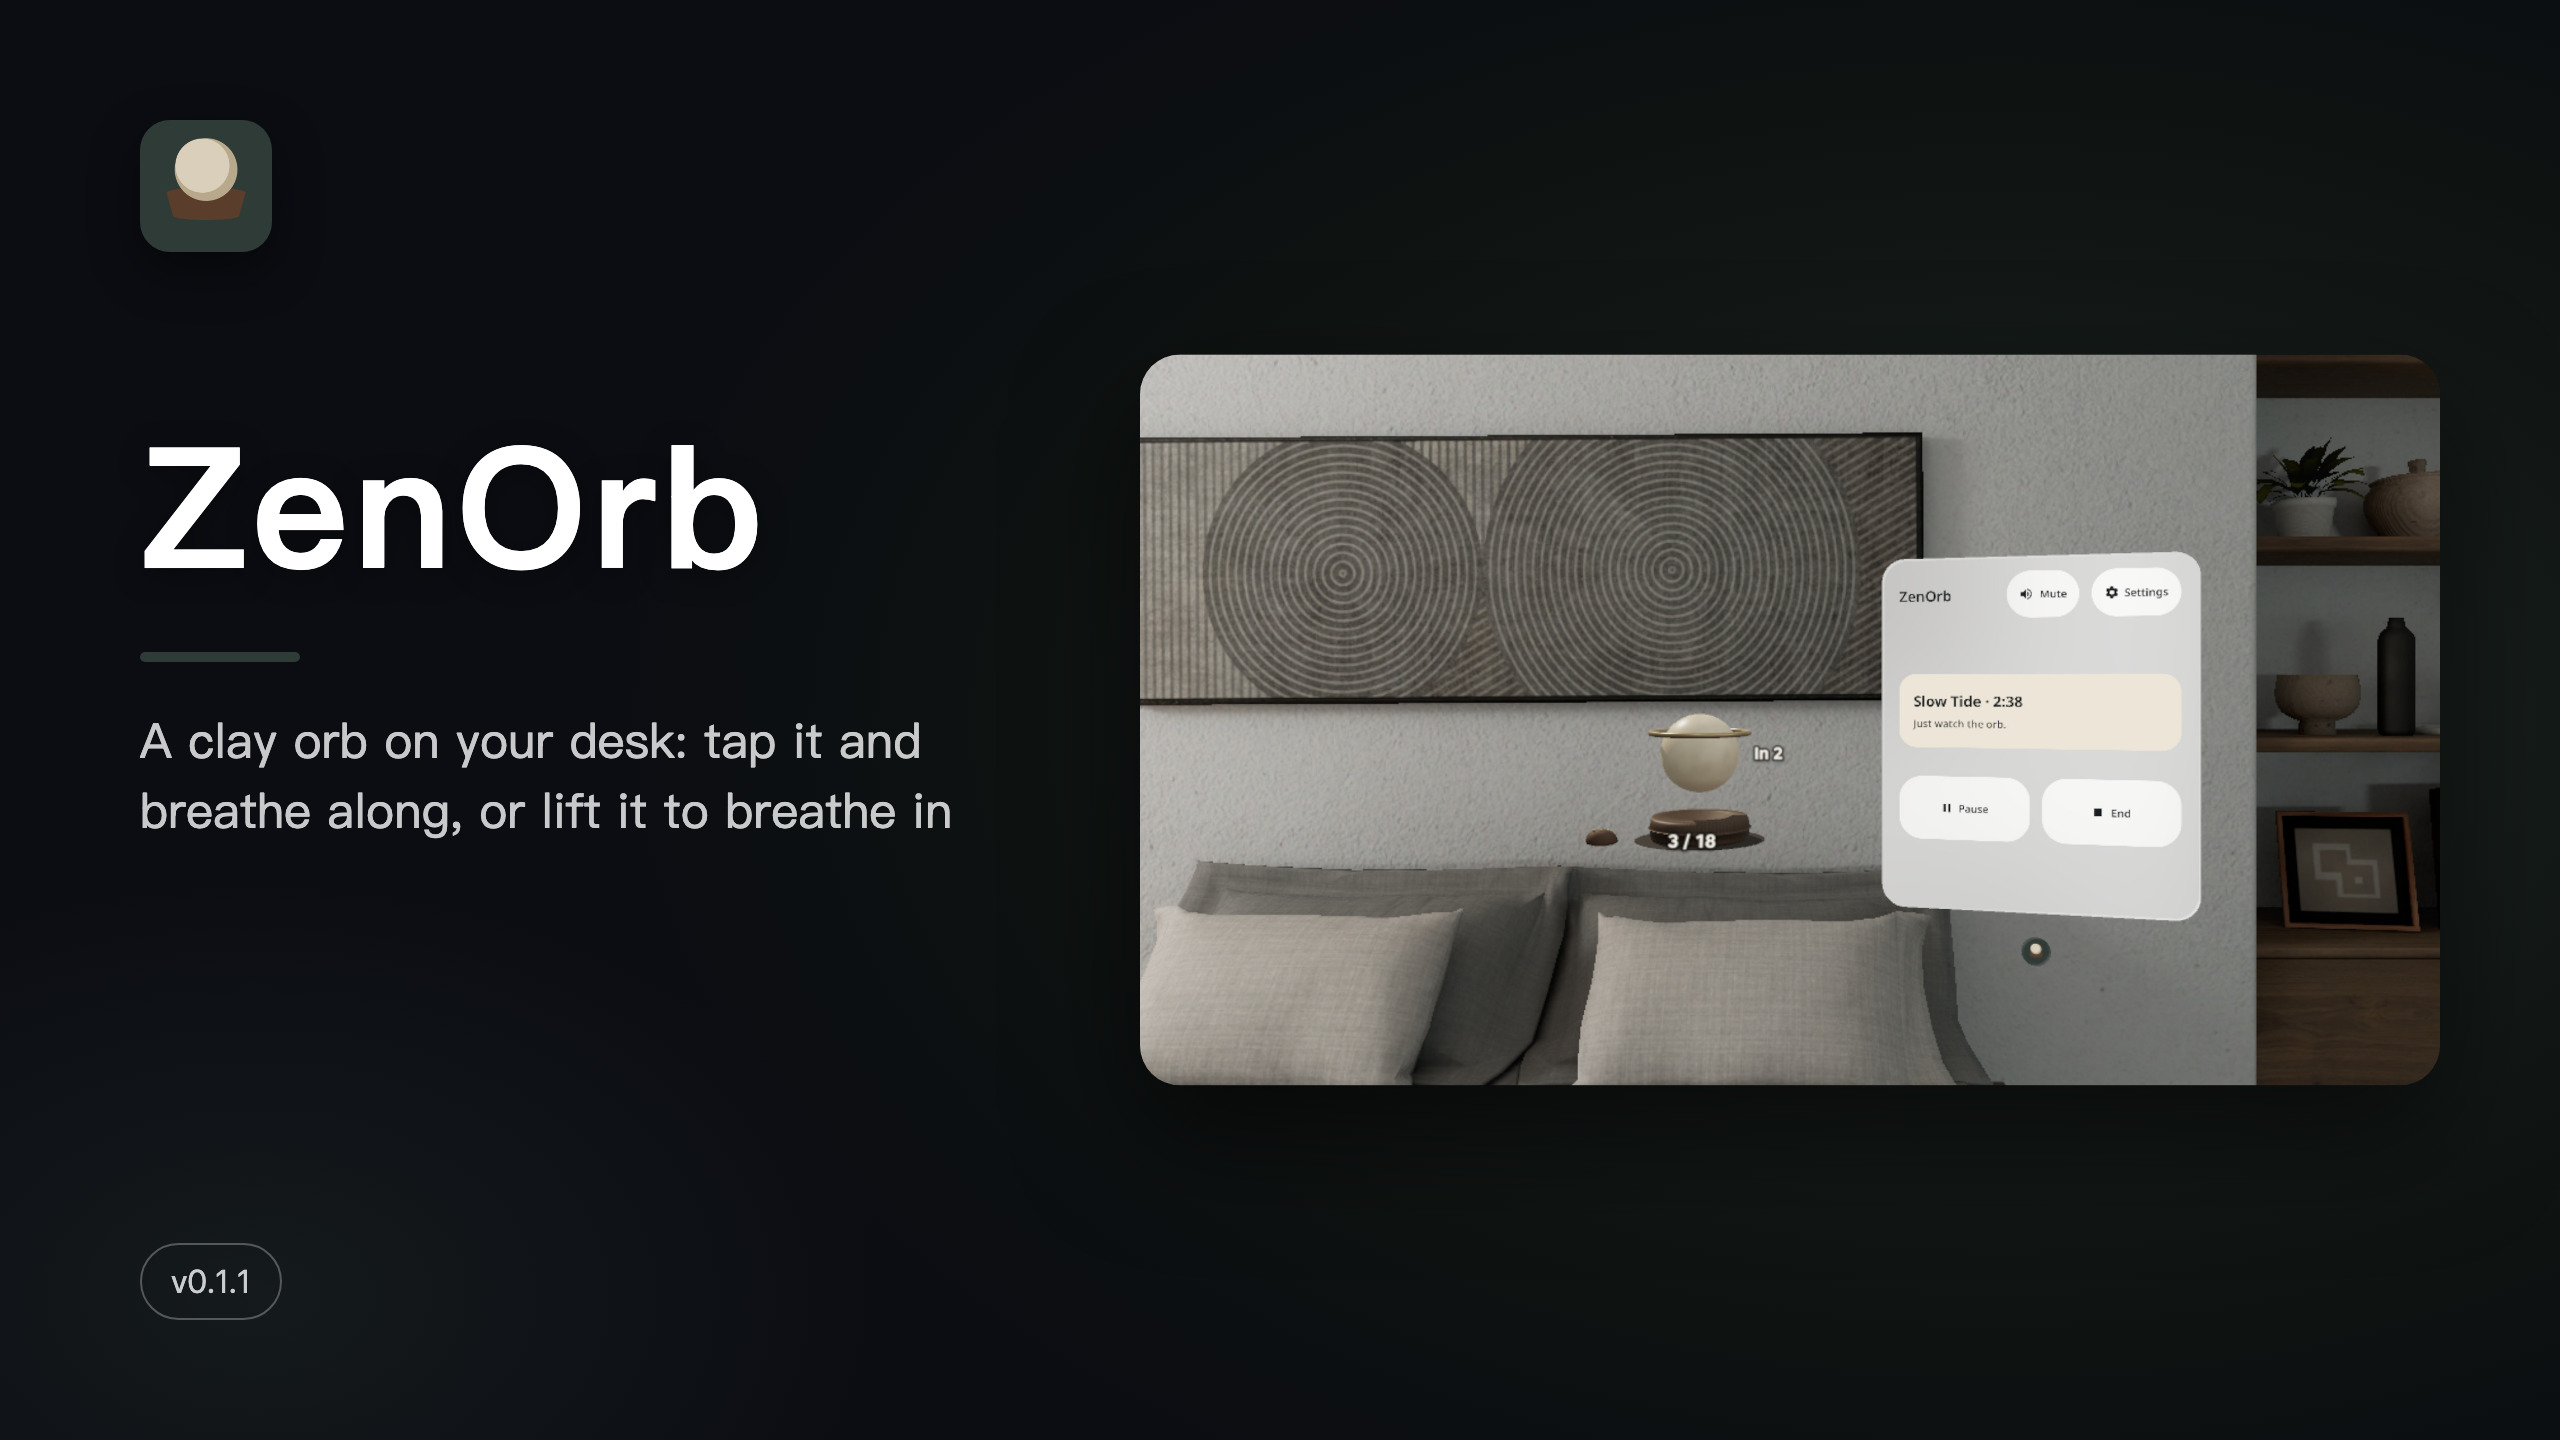 ZenOrb
A clay orb on your desk: tap it and
breathe along, or lift it to breathe in
v0.1.1
In 2
3 / 18
ZenOrb
Mute
Settings
Slow Tide · 2:38
Just watch the orb.
Pause
End